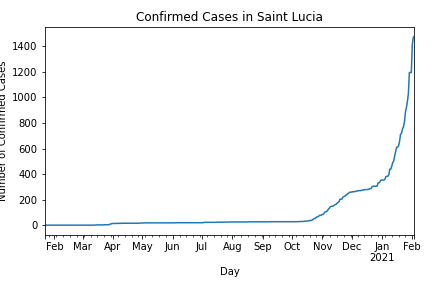 Confirmed Cases in Saint Lucia
Number of Confirmed Cases
1400
1200
1000
800
600
400
200
0
Feb Mar Apr May Jun Jul Aug Sep Oct Nov Dec Jan Feb
2021
Day